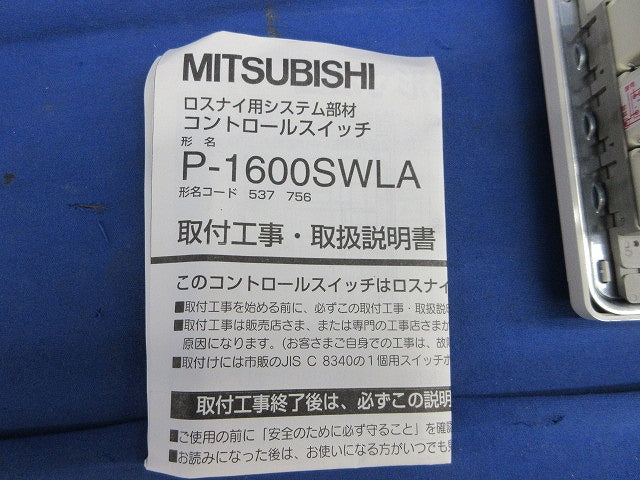 MITSUBISHI
ロスナイ用システム部材
コントロールスイッチ
形 名
P-1600SWLA
形名コード 537 756
取付工事・取扱説明書
このコントロールスイッチはロスナイ
■取付工事を始める前に、必ずこの取付工事・取扱説
■取付工事は販売店さま、または専門の工事店さまが
原因になります。(お客さまご自身での工事は、故
■取付けには市販のJIS C 8340の1個用スイッチボ
取付工事終了後は、必ずこの説明
■ご使用の前に「安全のために必ず守ること」を確
■お読みになった後は、お使いになる方がいつでも